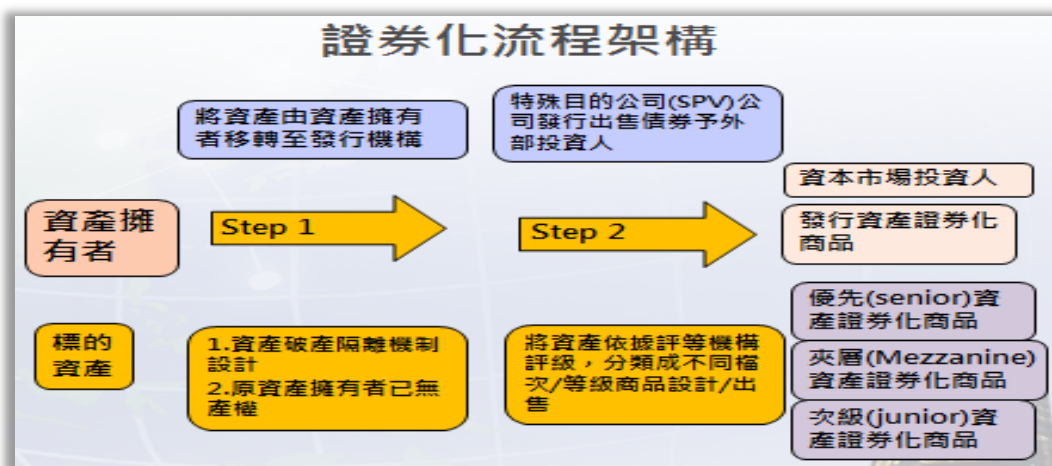 證券化流程架構
將資產由資產擁有
者移轉至發行機構
特殊目的公司(SPV)公
司發行出售債券予外
部投資人
資產擁
有者
Step 1
Step 2
資本市場投資人
發行資產證券化
商品
標的
資產
1.資產破產隔離機制
設計
2.原資產擁有者已無
產權
將資產依據評等機構
評級，分類成不同檔
次/等級商品設計/出
售
優先(senior)資
產證券化商品
夾層(Mezzanine)
資產證券化商品
次級(junior)資
產證券化商品